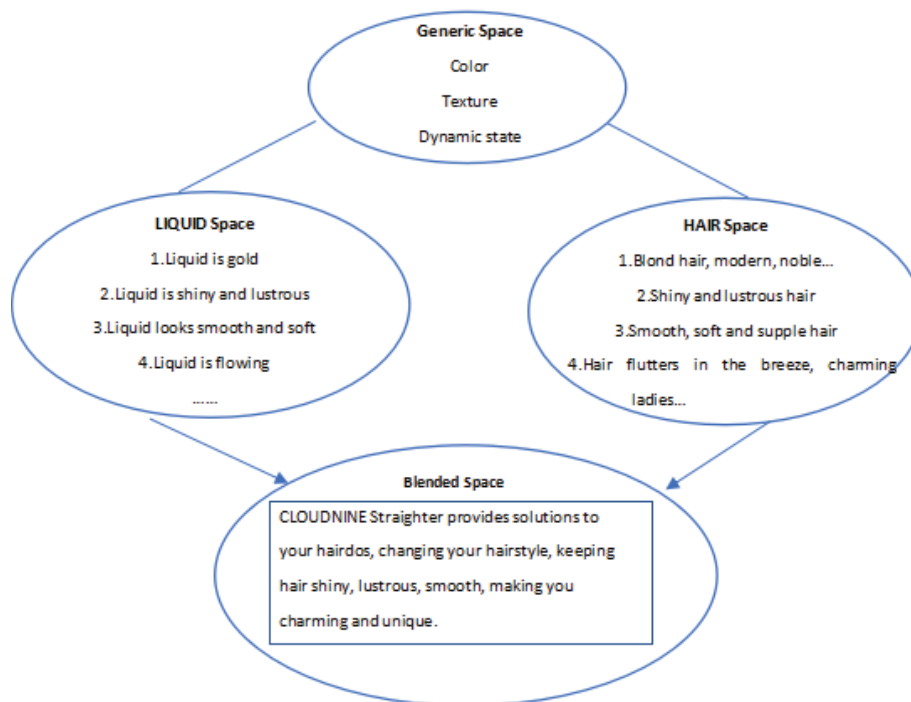 Generic Space
Color
Texture
Dynamic state
LIQUID Space
1.Liquid is gold
2.Liquid is shiny and lustrous
3.Liquid looks smooth and soft
4.Liquid is flowing
……
HAIR Space
1.Blond hair, modern, noble…
2.Shiny and lustrous hair
3.Smooth, soft and supple hair
4.Hair flutters in the breeze, charming
ladies…
Blended Space
CLOUDNINE Straighter provides solutions to
your hairdos, changing your hairstyle, keeping
hair shiny, lustrous, smooth, making you
charming and unique.